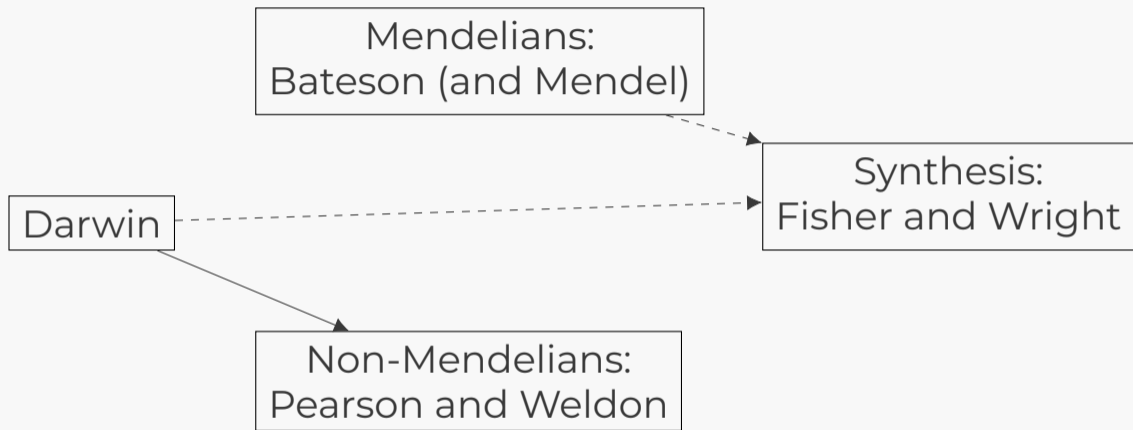 Mendelians:
Bateson (and Mendel)
Synthesis:
Fisher and Wright
Darwin
Non-Mendelians:
Pearson and Weldon